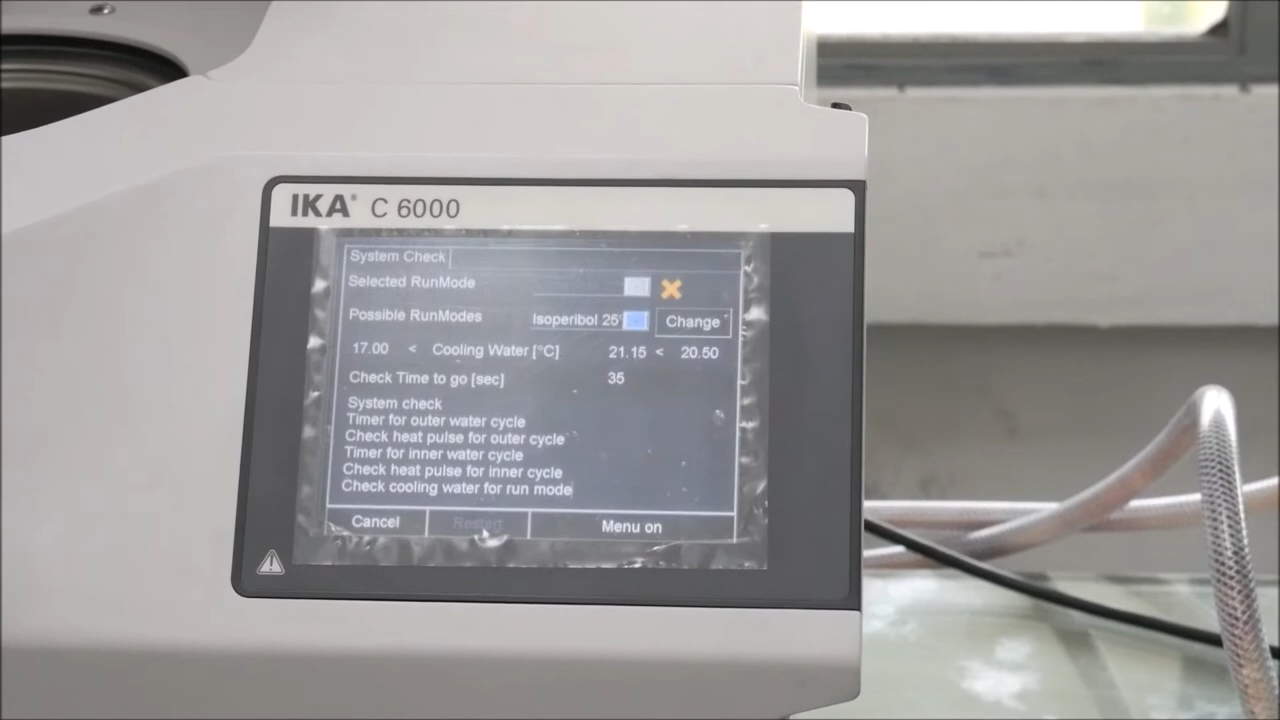 IKA® C 6000
System Check
Selected RunMode
Possible RunModes Isoperibol 25° Change
17.00 < Cooling Water [°C] 21.15 < 20.50
Check Time to go [sec] 35
System check
Timer for outer water cycle
Check heat pulse for outer cycle
Timer for inner water cycle
Check heat pulse for inner cycle
Check cooling water for run mode
Cancel Restart Menu on